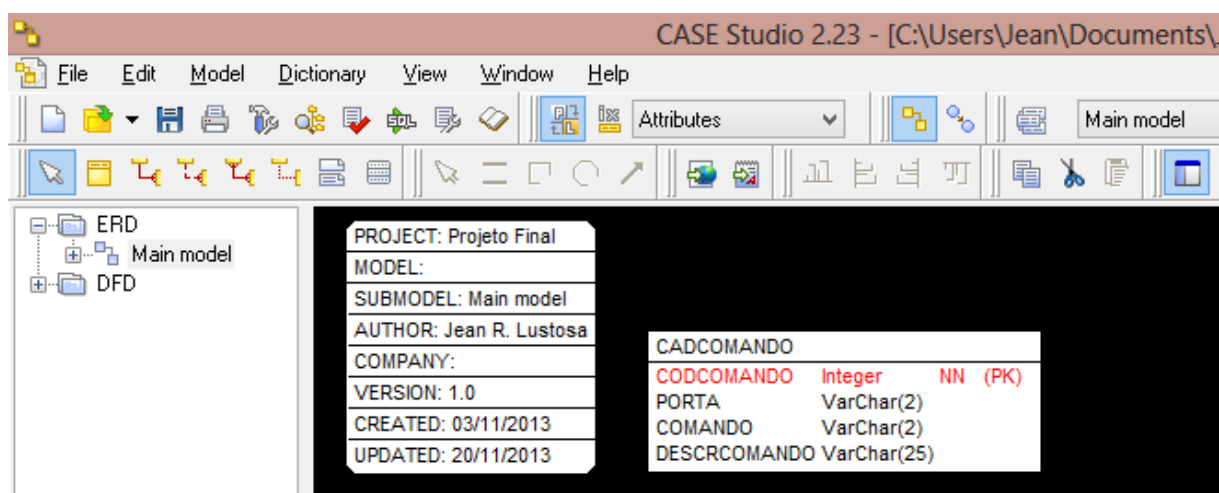 CASE Studio 2.23 - [C:\Users\Jean\Documents\
File Edit Model Dictionary View Window Help
Attributes Main model
ERD
Main model
DFD
PROJECT: Projeto Final
MODEL:
SUBMODEL: Main model
AUTHOR: Jean R. Lustosa
COMPANY:
VERSION: 1.0
CREATED: 03/11/2013
UPDATED: 20/11/2013
CADCOMANDO
CODCOMANDO Integer NN (PK)
PORTA VarChar(2)
COMANDO VarChar(2)
DESCRCOMANDO VarChar(25)